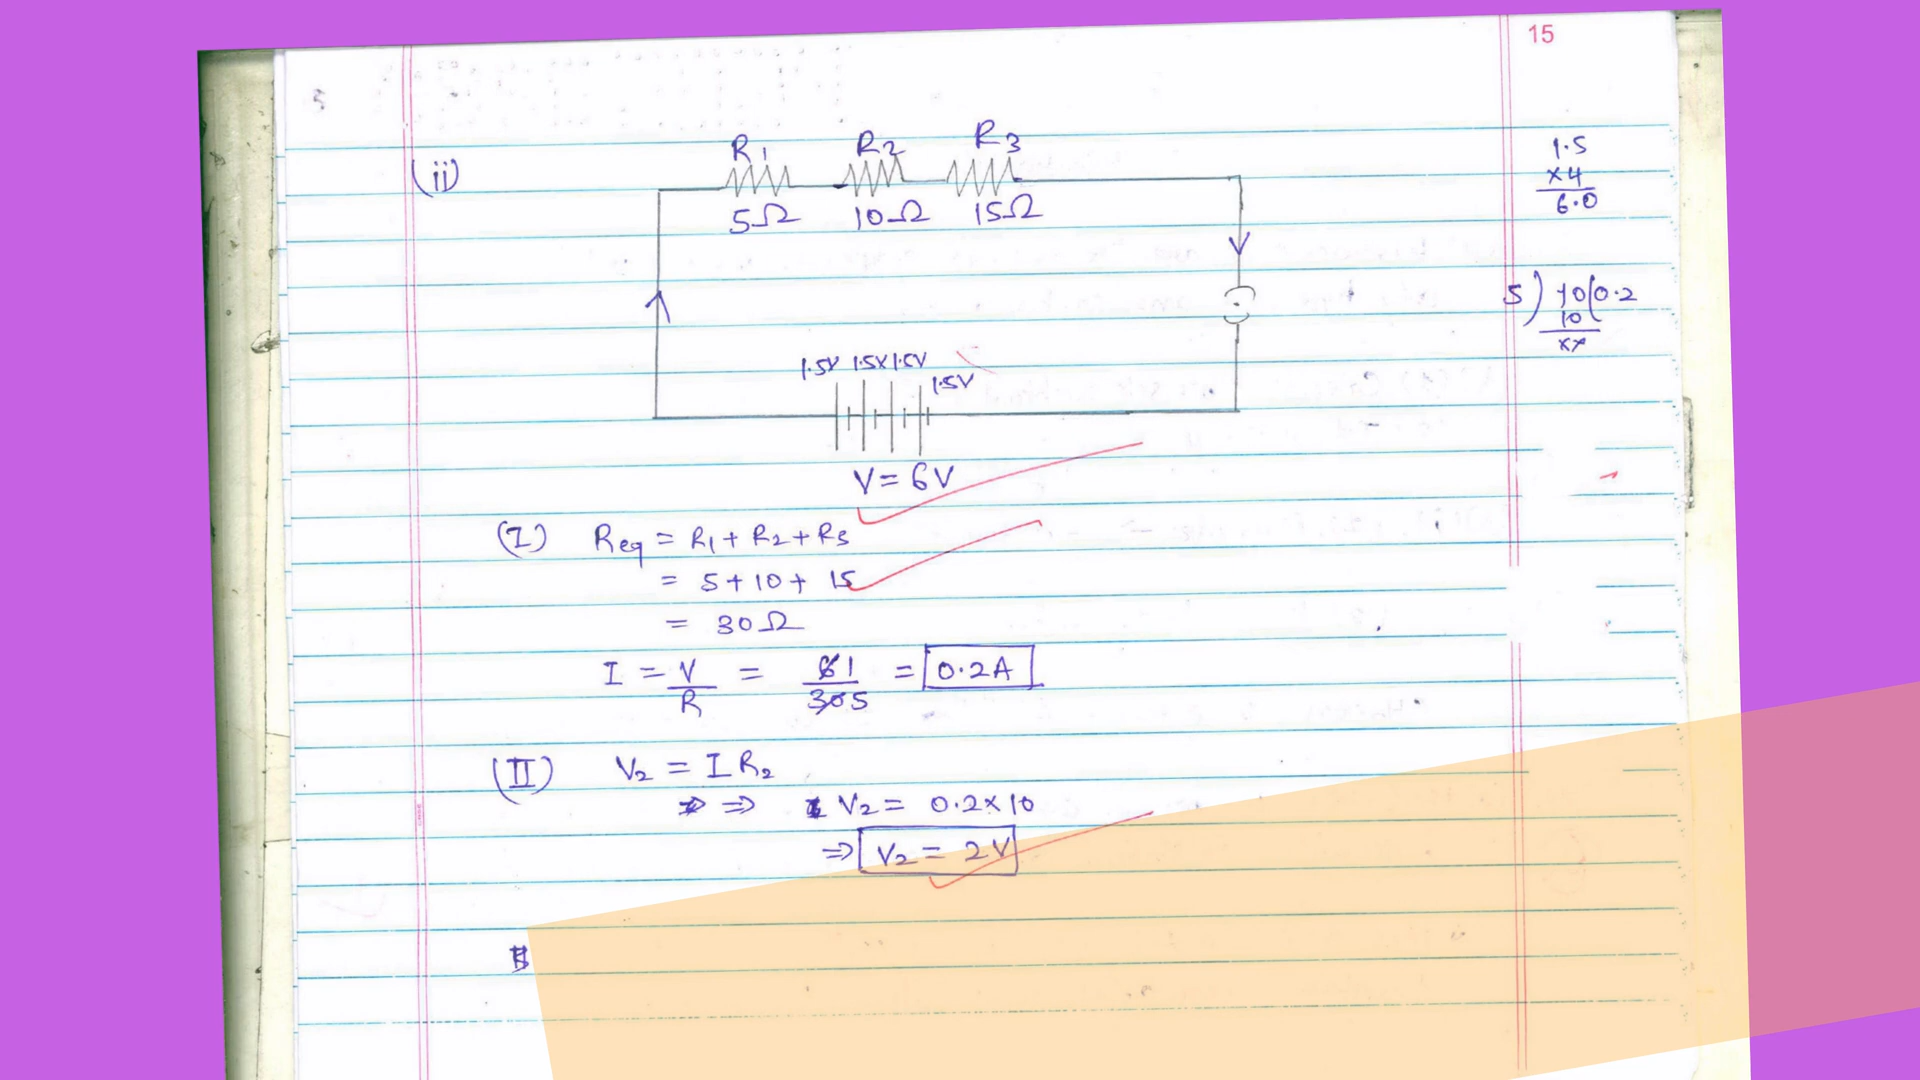 15
(ii)
R1 R2 R3
5Ω 10Ω 15Ω
1.5
×4
6.0
5) 10(0.2
10
××
1.5V 1.5V 1.5V
1.5V
V = 6V
(I) Req = R1 + R2 + R3
= 5 + 10 + 15
= 30Ω
I = V/R = 6 1/30 5 = 0.2A
(II) V2 = I R2
⇒ V2 = 0.2×10
⇒ V2 = 2V